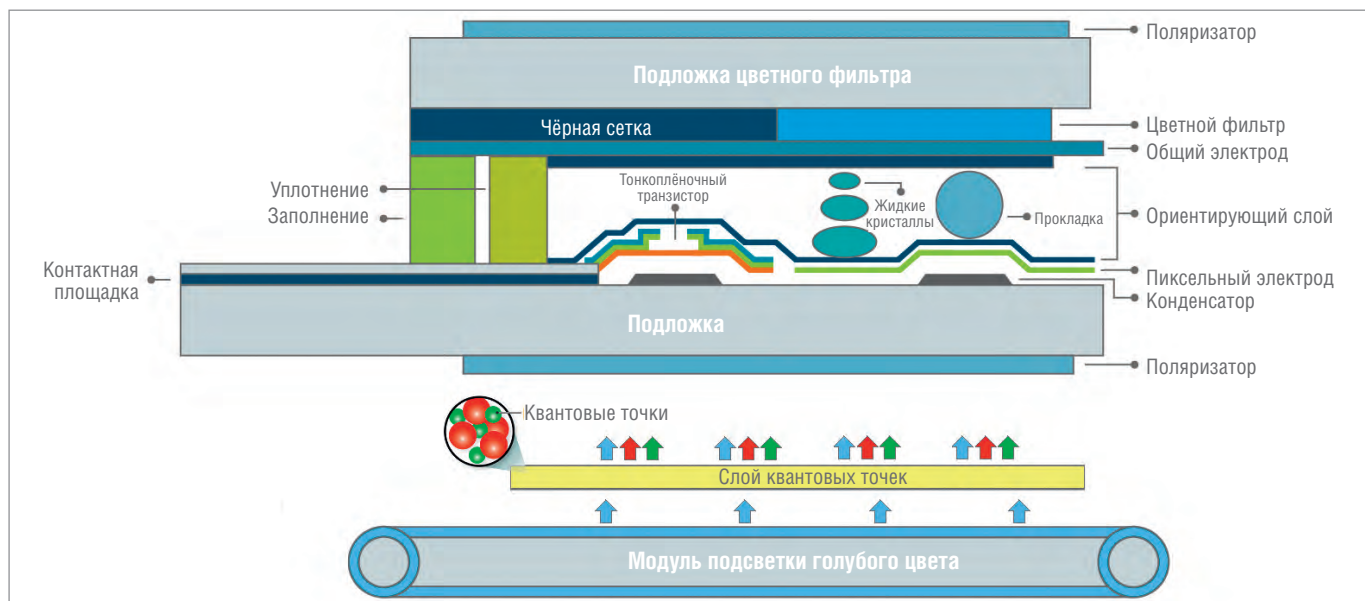 Поляризатор
Подложка цветного фильтра
Чёрная сетка
Цветной фильтр
Общий электрод
Уплотнение
Заполнение
Тонкоплёночный
транзистор
Жидкие
кристаллы
Прокладка
Ориентирующий слой
Контактная
площадка
Пиксельный электрод
Конденсатор
Подложка
Поляризатор
Квантовые точки
Слой квантовых точек
Модуль подсветки голубого цвета